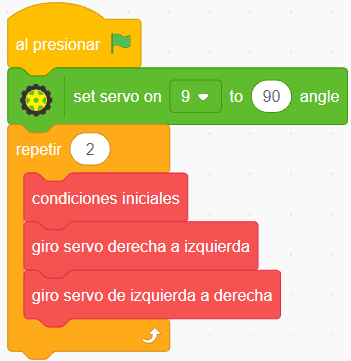 al presionar
set servo on 9 to 90 angle
repetir 2
condiciones iniciales
giro servo derecha a izquierda
giro servo de izquierda a derecha